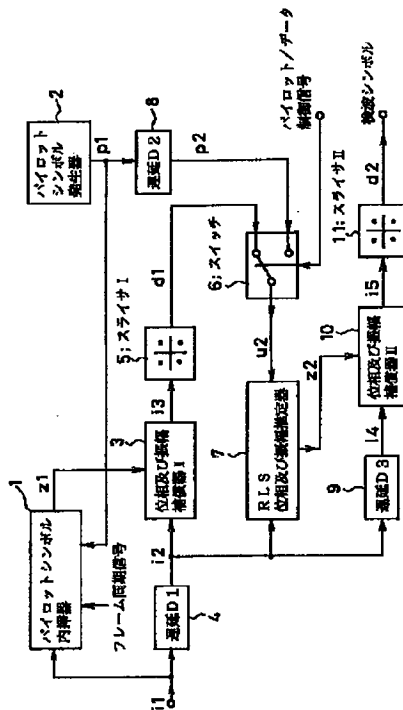 1
パイロットシンボル
内挿器
フレーム同期信号
i1
z1
パイロット
シンボル
発生器
2
p1
遅延D2
8
p2
3
位相及び振幅
補償器I
i2
遅延D1
4
i3
5;スライサI
d1
6;スイッチ
パイロット/データ
制御信号
u2
7
RLS
位相及び振幅推定器
z2
9
遅延D3
i4
10
位相及び振幅
補償器II
i5
11;スライサII
d2
検波シンボル